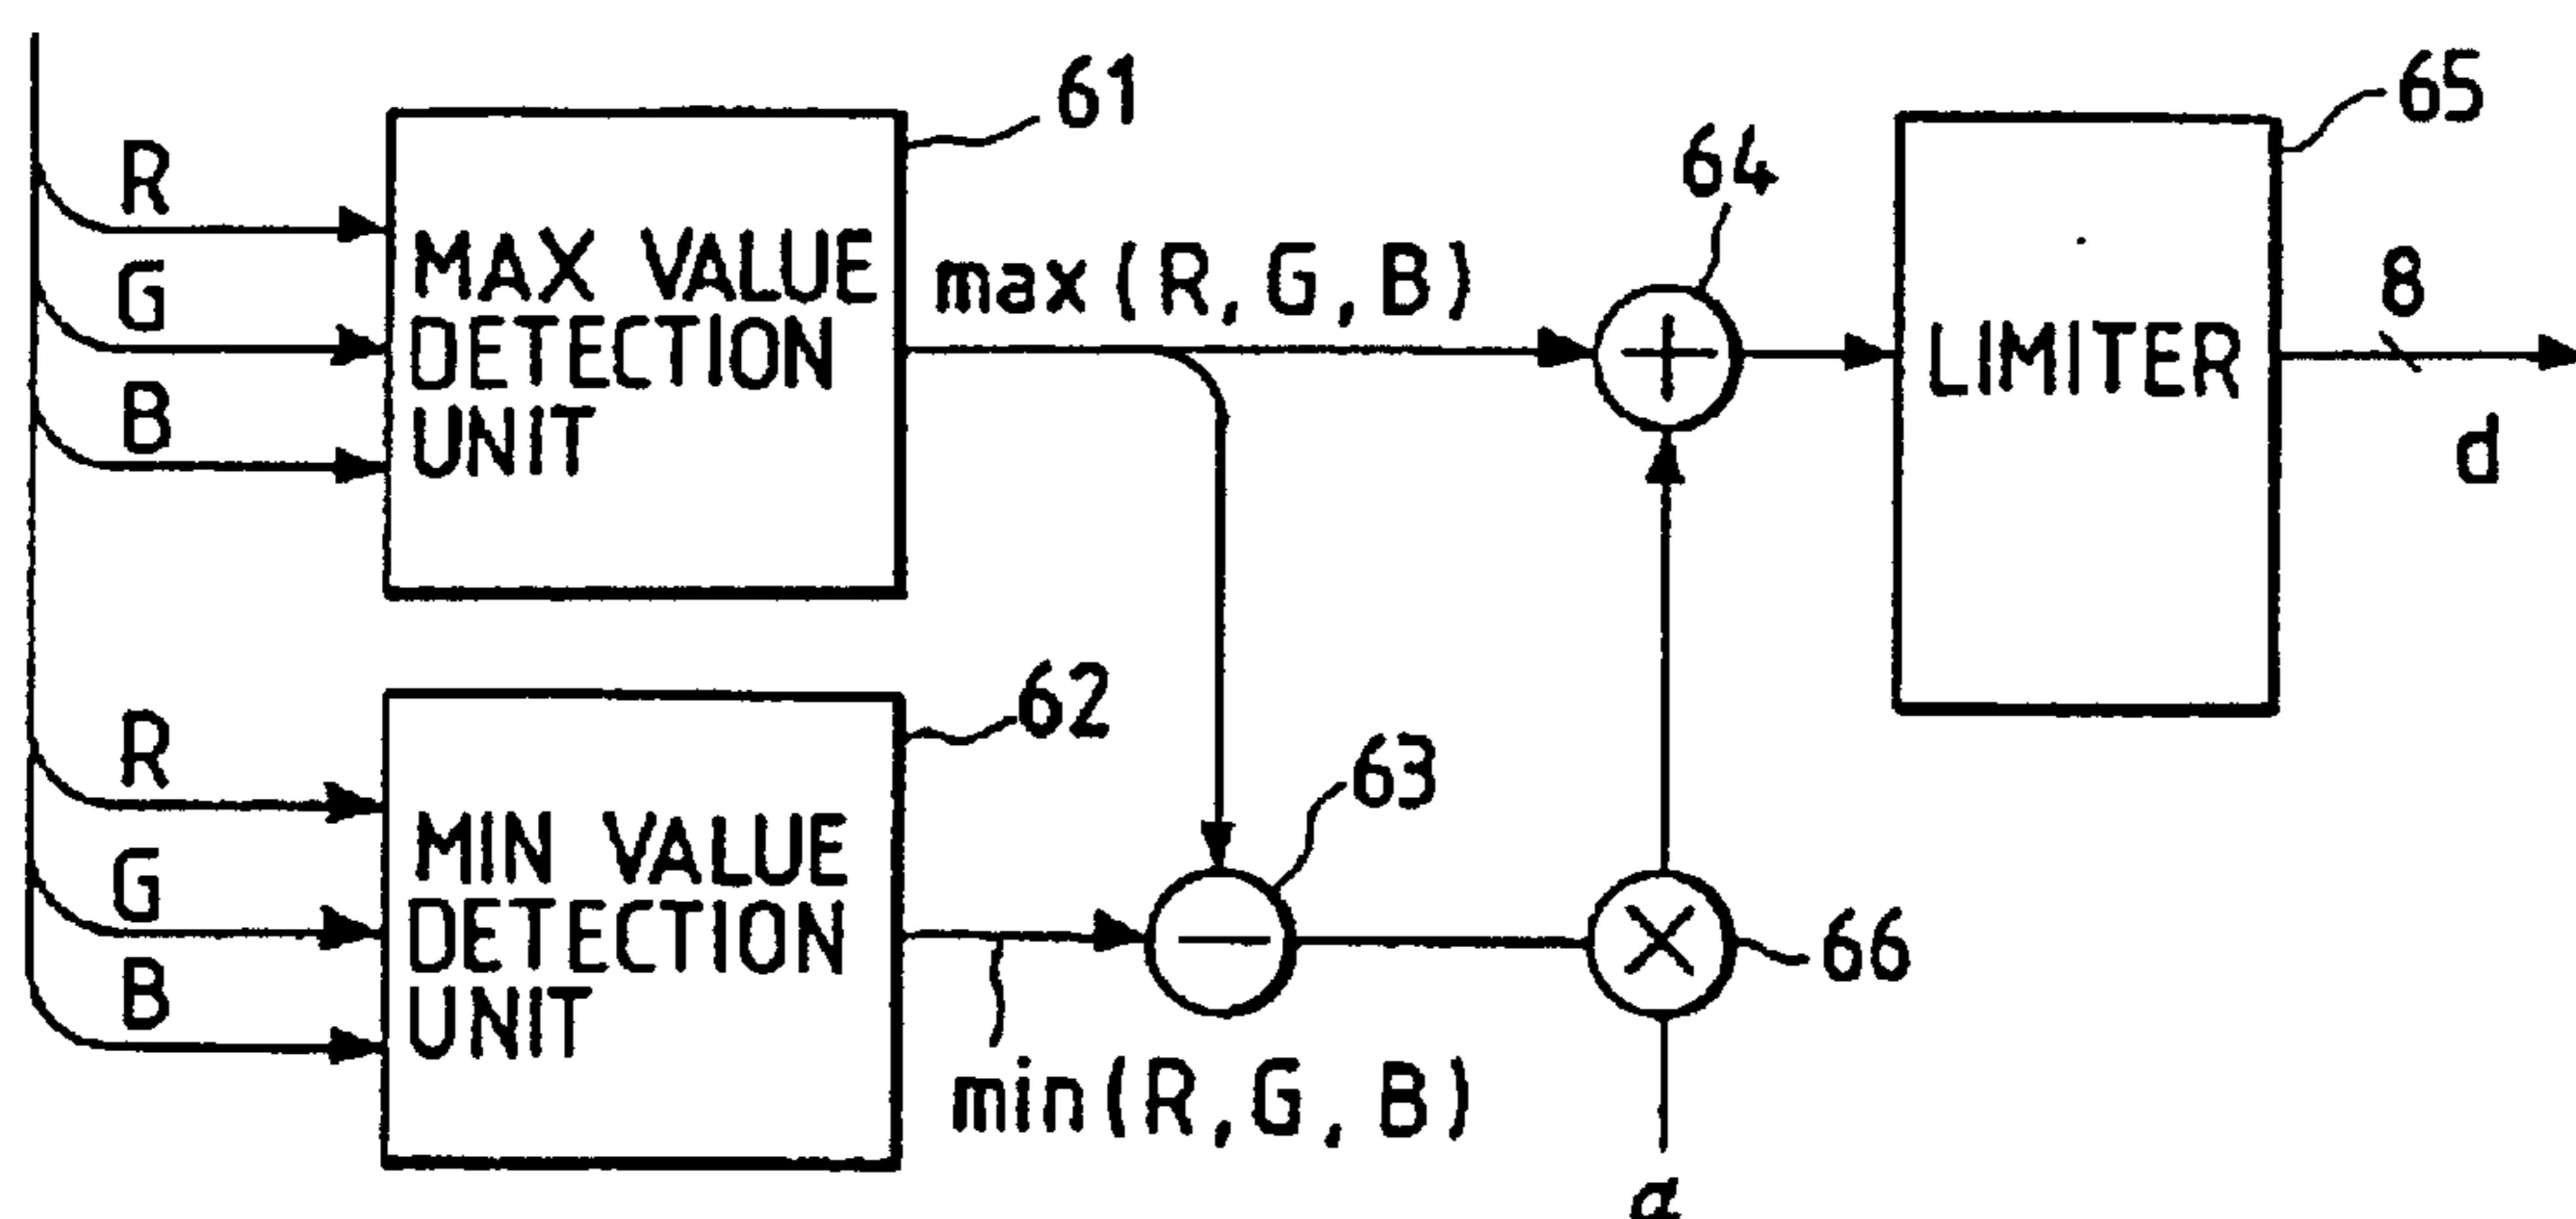 61
65
R
64
MAX VALUE
DETECTION
UNIT
G
max (R, G, B)
8
LIMITER
B
d
62
R
63
MIN VALUE
DETECTION
UNIT
G
66
B
min (R, G, B)